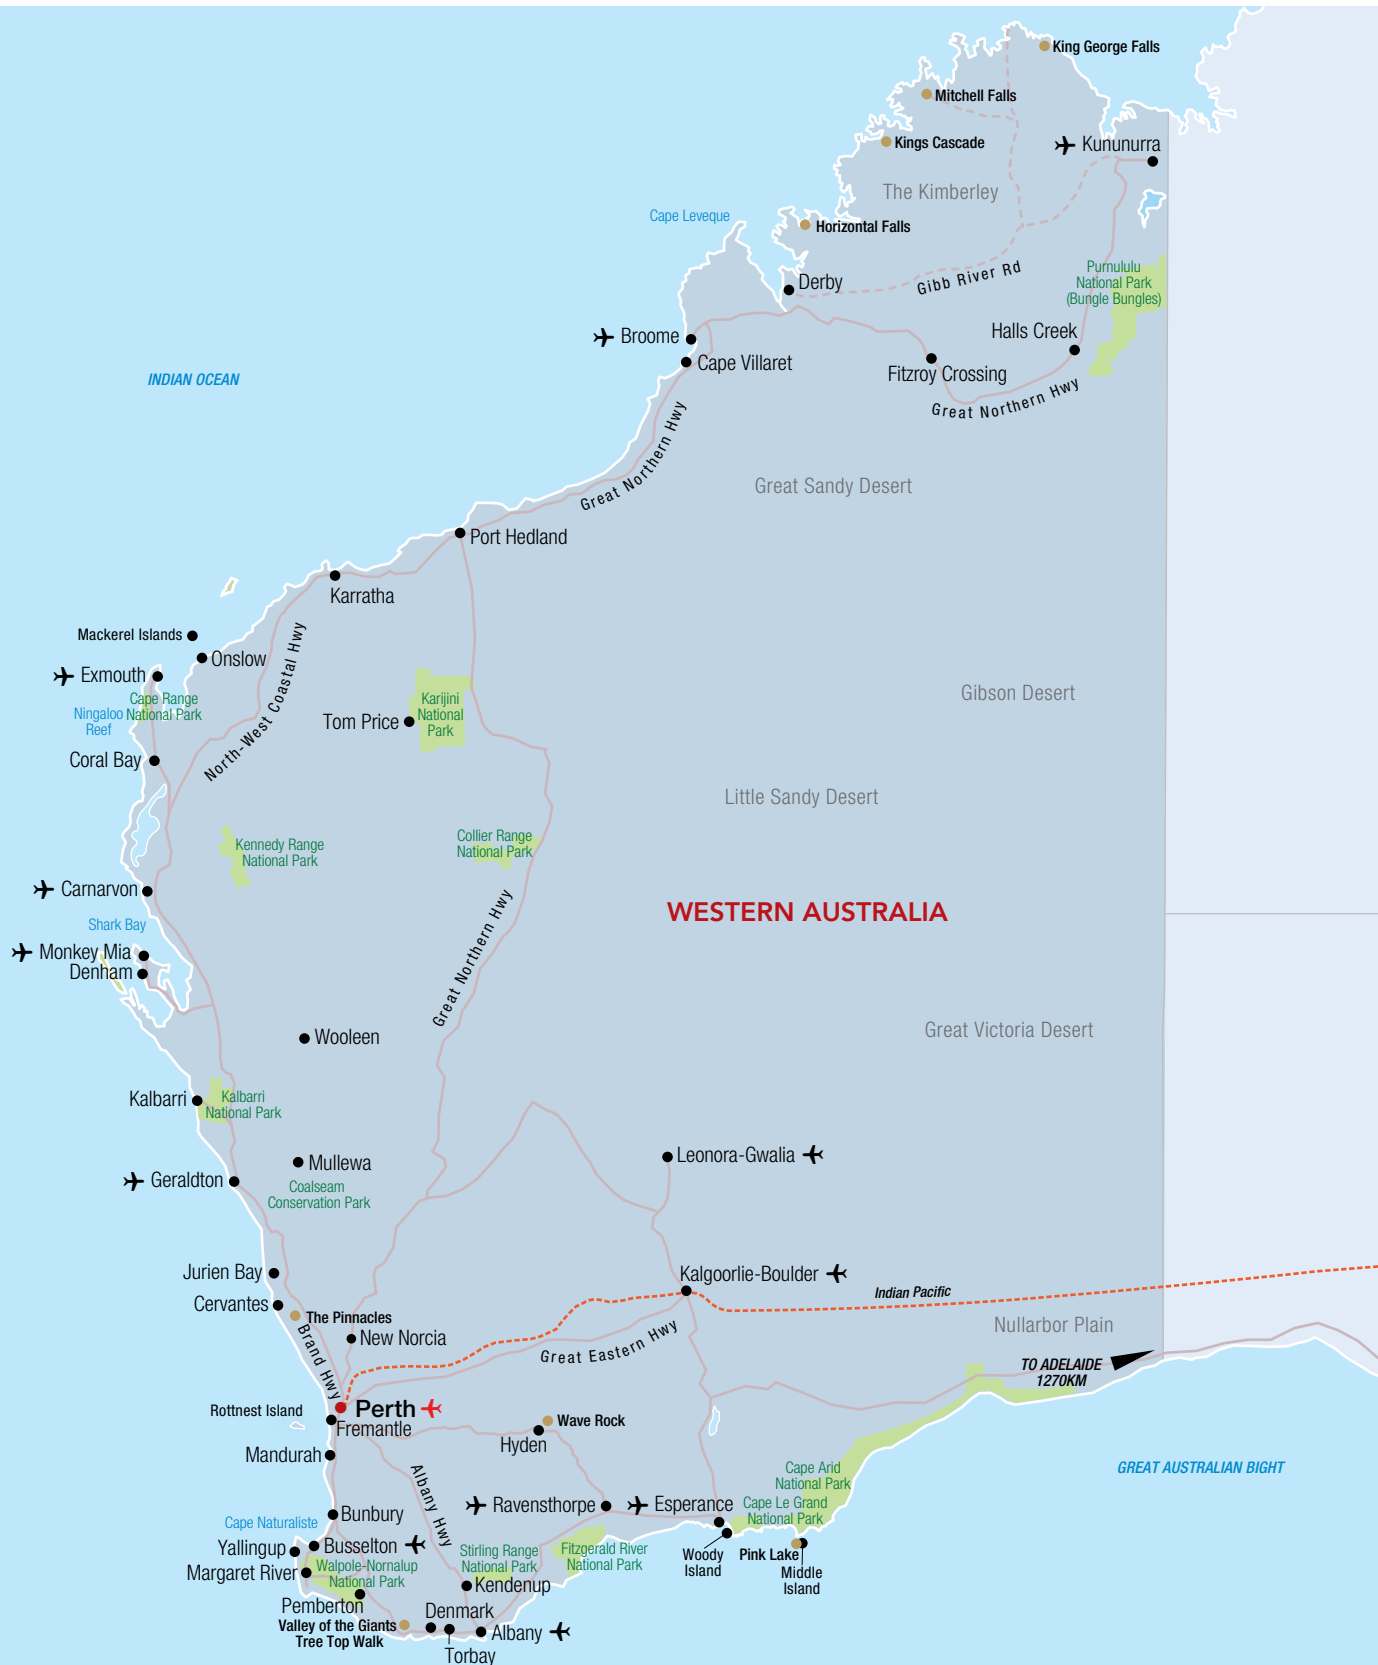 King George Falls
Mitchell Falls
Kings Cascade
Kununurra
The Kimberley
Cape Leveque
Horizontal Falls
Gibb River Rd
Purnululu
National Park
(Bungle Bungles)
Derby
Halls Creek
Broome
Cape Villaret
Fitzroy Crossing
Great Northern Hwy
INDIAN OCEAN
Great Northern Hwy
Great Sandy Desert
Port Hedland
Karratha
Mackerel Islands
Onslow
North-West Coastal Hwy
Exmouth
Cape Range
National Park
Ningaloo
Reef
Karijini
National
Park
Tom Price
Gibson Desert
Coral Bay
Little Sandy Desert
Kennedy Range
National Park
Collier Range
National Park
Carnarvon
WESTERN AUSTRALIA
Shark Bay
Great Northern Hwy
Monkey Mia
Denham
Wooleen
Great Victoria Desert
Kalbarri
Kalbarri
National Park
Mullewa
Leonora-Gwalia
Geraldton
Coalseam
Conservation Park
Jurien Bay
Kalgoorlie-Boulder
Indian Pacific
Cervantes
The Pinnacles
Nullarbor Plain
New Norcia
Brand Hwy
Great Eastern Hwy
TO ADELAIDE
1270KM
Rottnest Island
Perth
Fremantle
Wave Rock
Hyden
Mandurah
Albany Hwy
Cape Arid
National Park
GREAT AUSTRALIAN BIGHT
Bunbury
Ravensthorpe
Esperance
Cape Le Grand
National Park
Cape Naturaliste
Yallingup
Busselton
Stirling Range
National Park
Fitzgerald River
National Park
Woody
Island
Pink Lake
Middle
Island
Margaret River
Walpole-Nornalup
National Park
Kendenup
Pemberton
Valley of the Giants
Tree Top Walk
Denmark
Torbay
Albany